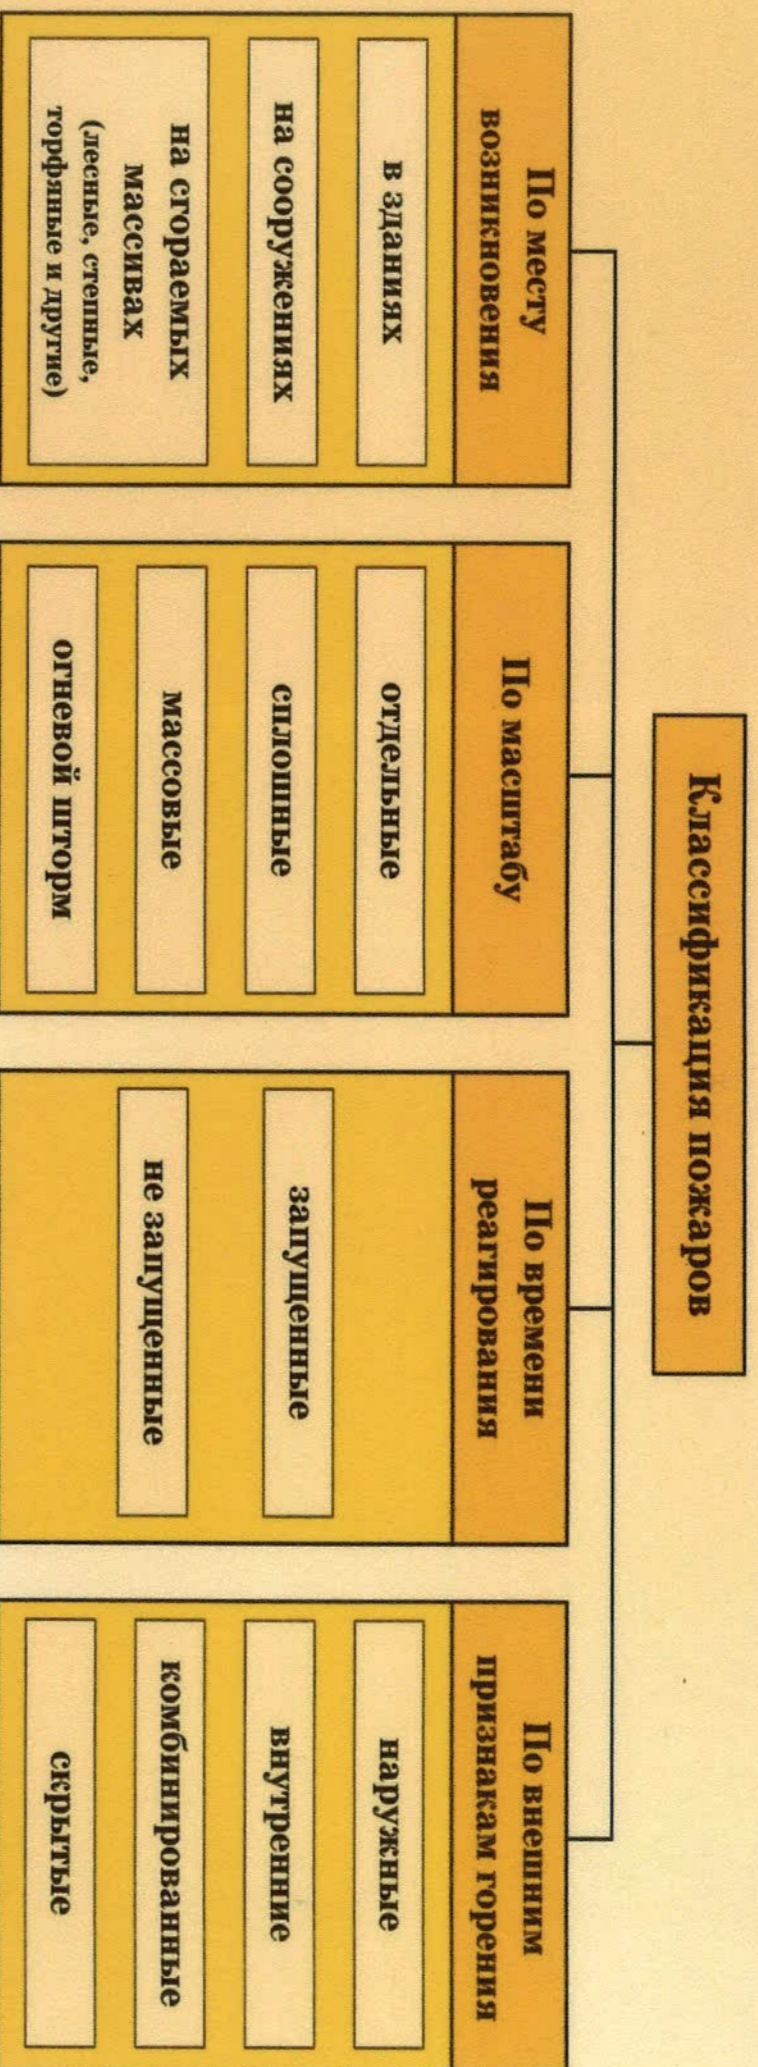 Классификация пожаров
По месту
возникновения
в зданиях
на сооружениях
на сгораемых
массивах
(лесные, степные,
торфяные и другие)
По масштабу
отдельные
сплошные
массовые
огневой шторм
По времени
реагирования
запущенные
не запущенные
По внешним
признакам горения
наружные
внутренние
комбинированные
скрытые